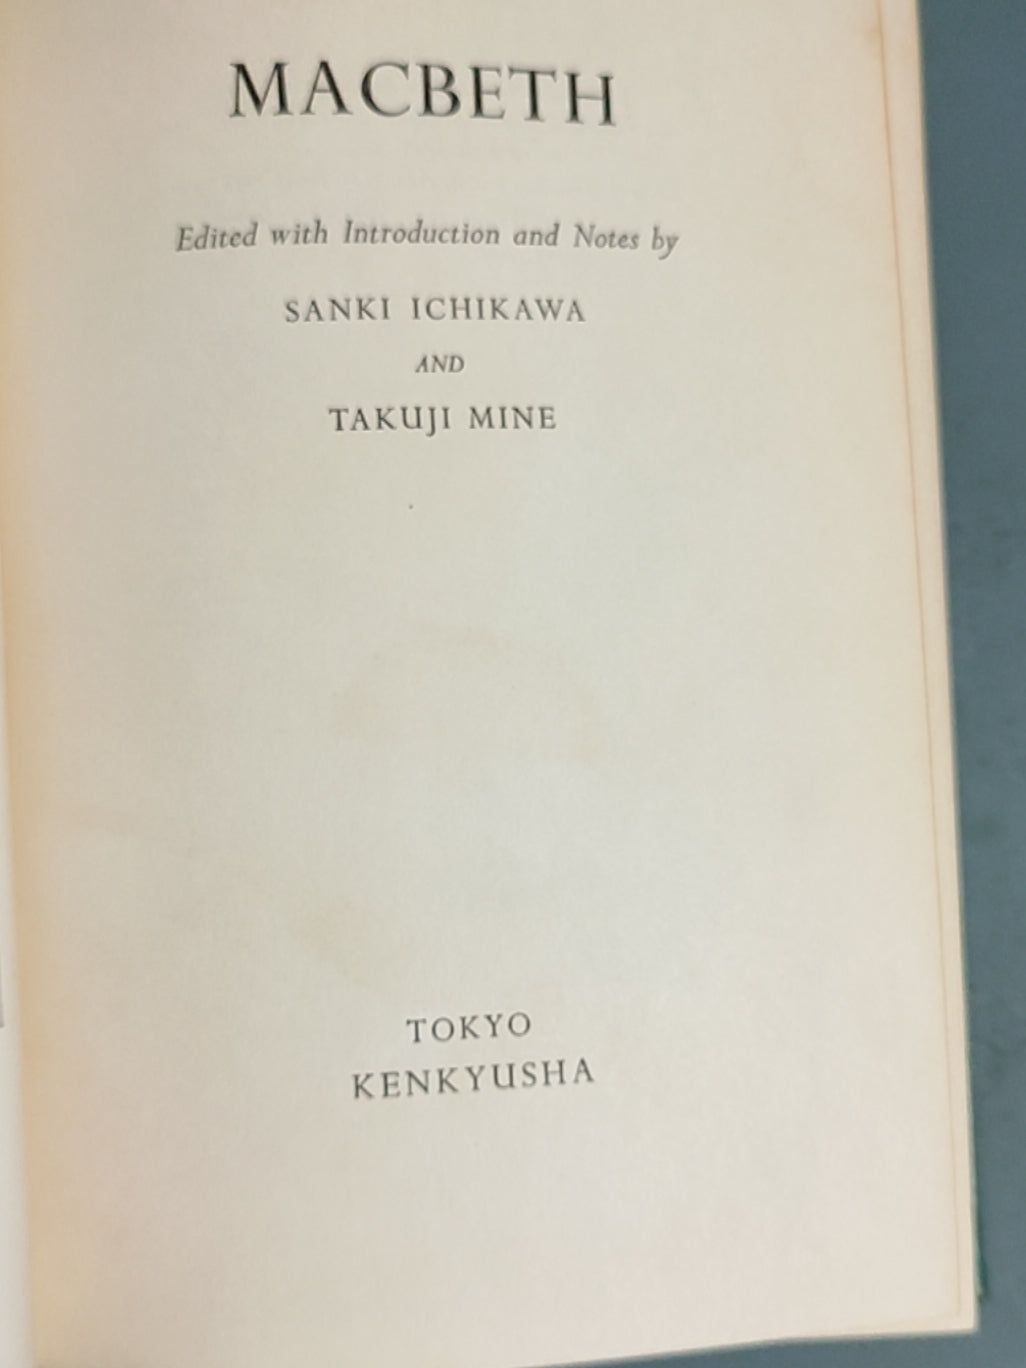 MACBETH
Edited with Introduction and Notes by
SANKI ICHIKAWA
AND
TAKUJI MINE
TOKYO
KENKYUSHA